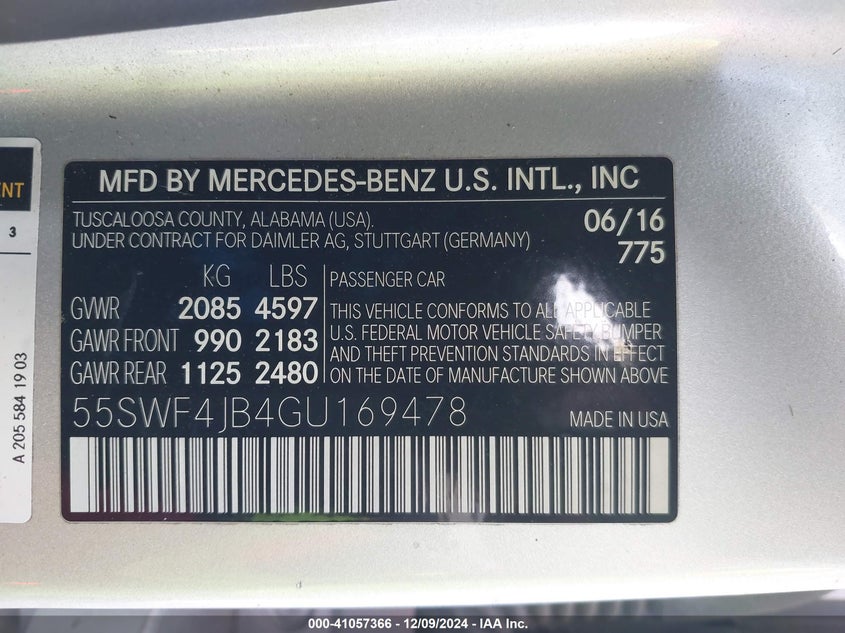 NT
3
A 205 584 19 03
MFD BY MERCEDES-BENZ U.S. INTL., INC
TUSCALOOSA COUNTY, ALABAMA (USA).
06/16
UNDER CONTRACT FOR DAIMLER AG, STUTTGART (GERMANY)
775
KG LBS
GVWR 2085 4597
GAWR FRONT 990 2183
GAWR REAR 1125 2480
PASSENGER CAR
THIS VEHICLE CONFORMS TO ALL APPLICABLE
U.S. FEDERAL MOTOR VEHICLE SAFETY BUMPER
AND THEFT PREVENTION STANDARDS IN EFFECT
ON THE DATE OF MANUFACTURE SHOWN ABOVE
55SWF4JB4GU169478
MADE IN USA
000-41057366 - 12/09/2024 - IAA Inc.